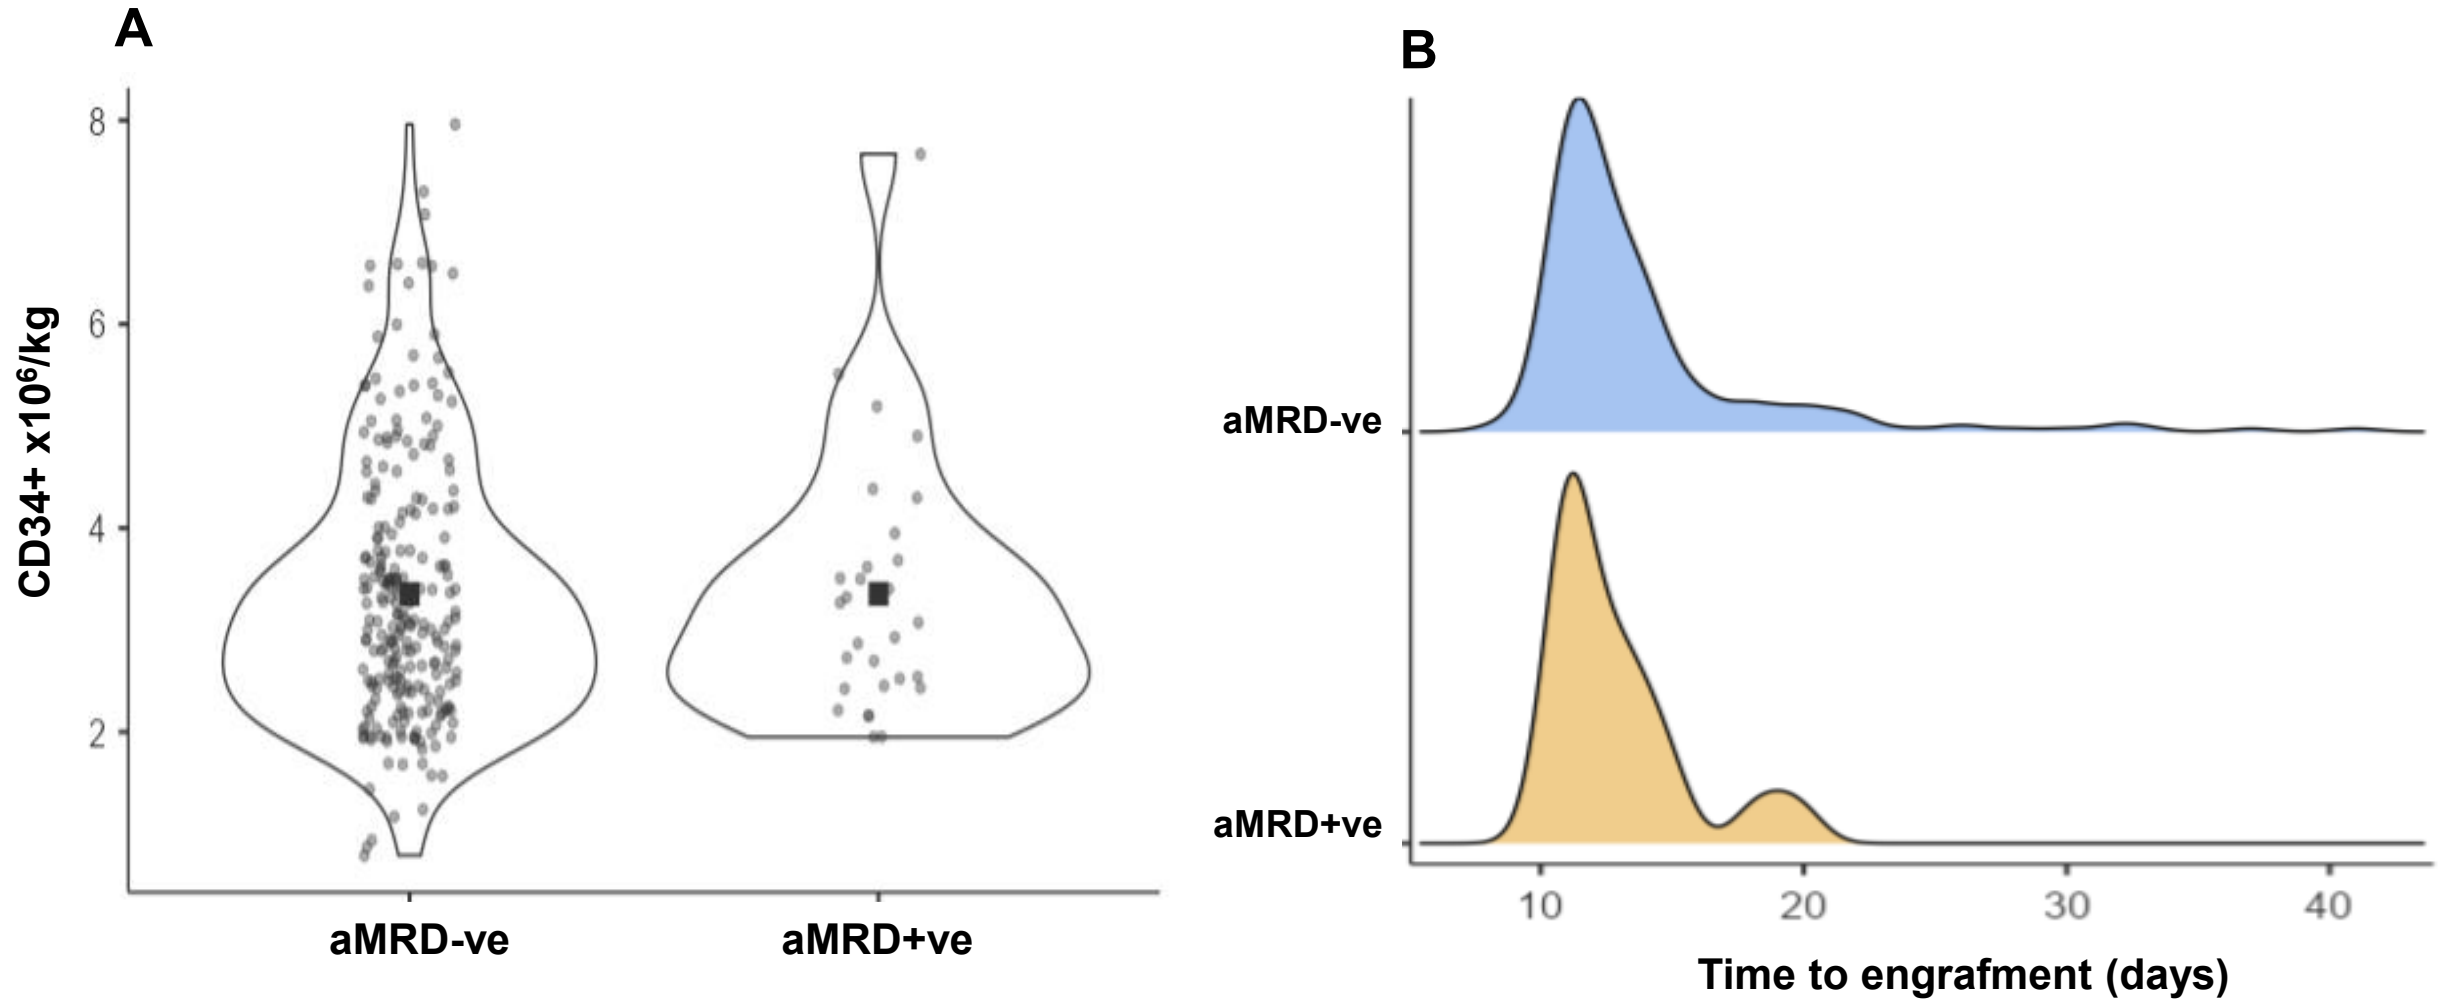 A
B
CD34+ x10⁶/kg
8
6
4
2
aMRD-ve
aMRD+ve
aMRD-ve
aMRD+ve
10 20 30 40
Time to engrafment (days)